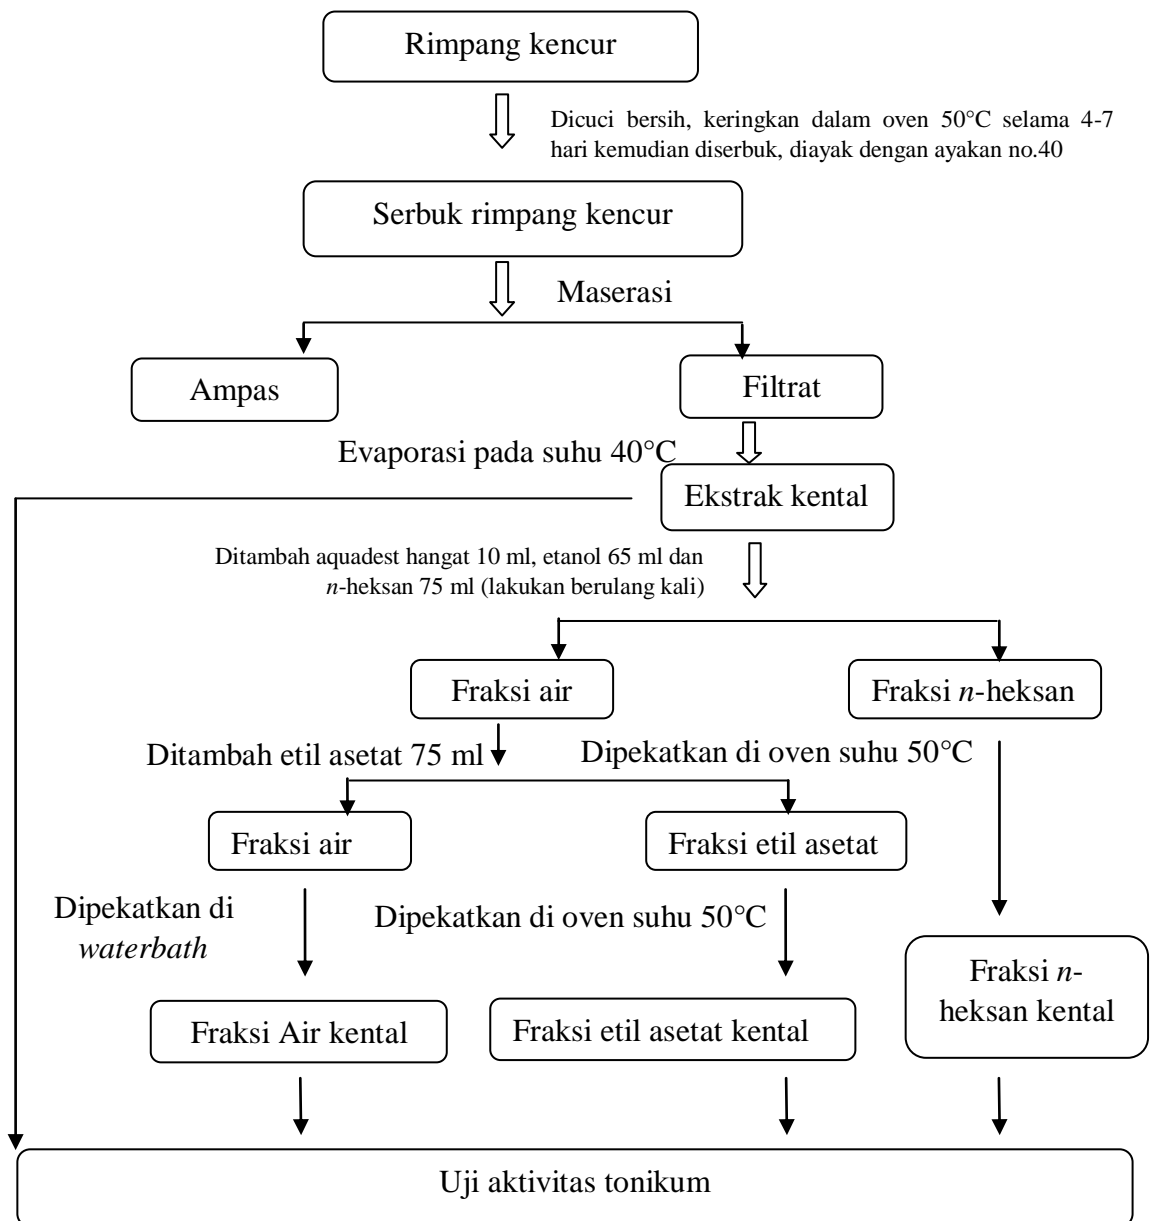 Rimpang kencur
Dicuci bersih, keringkan dalam oven 50°C selama 4-7
hari kemudian diserbuk, diayak dengan ayakan no.40
Serbuk rimpang kencur
Maserasi
Ampas
Filtrat
Evaporasi pada suhu 40°C
Ekstrak kental
Ditambah aquadest hangat 10 ml, etanol 65 ml dan
n-heksan 75 ml (lakukan berulang kali)
Fraksi air
Fraksi n-heksan
Ditambah etil asetat 75 ml
Dipekatkan di oven suhu 50°C
Fraksi air
Fraksi etil asetat
Dipekatkan di
waterbath
Dipekatkan di oven suhu 50°C
Fraksi n-
heksan kental
Fraksi Air kental
Fraksi etil asetat kental
Uji aktivitas tonikum